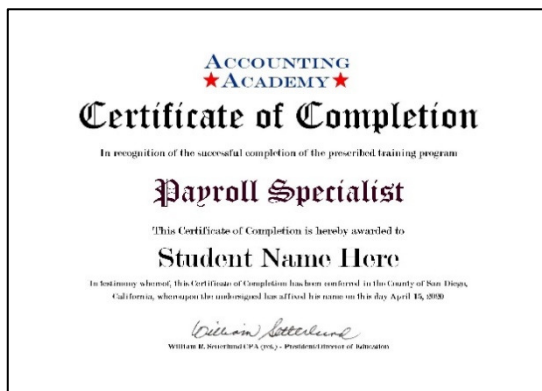 ACCOUNTING
★ACADEMY★
Certificate of Completion
In recognition of the successful completion of the prescribed training program
Payroll Specialist
This Certificate of Completion is hereby awarded to
Student Name Here
In testimony whereof, this Certificate of Completion has been conferred in the County of San Diego,
California, whereupon the undersigned has affixed his name on this day April 15, 2020
William Setterlund
William R. Setterlund CPA (ret.) - President/Director of Education